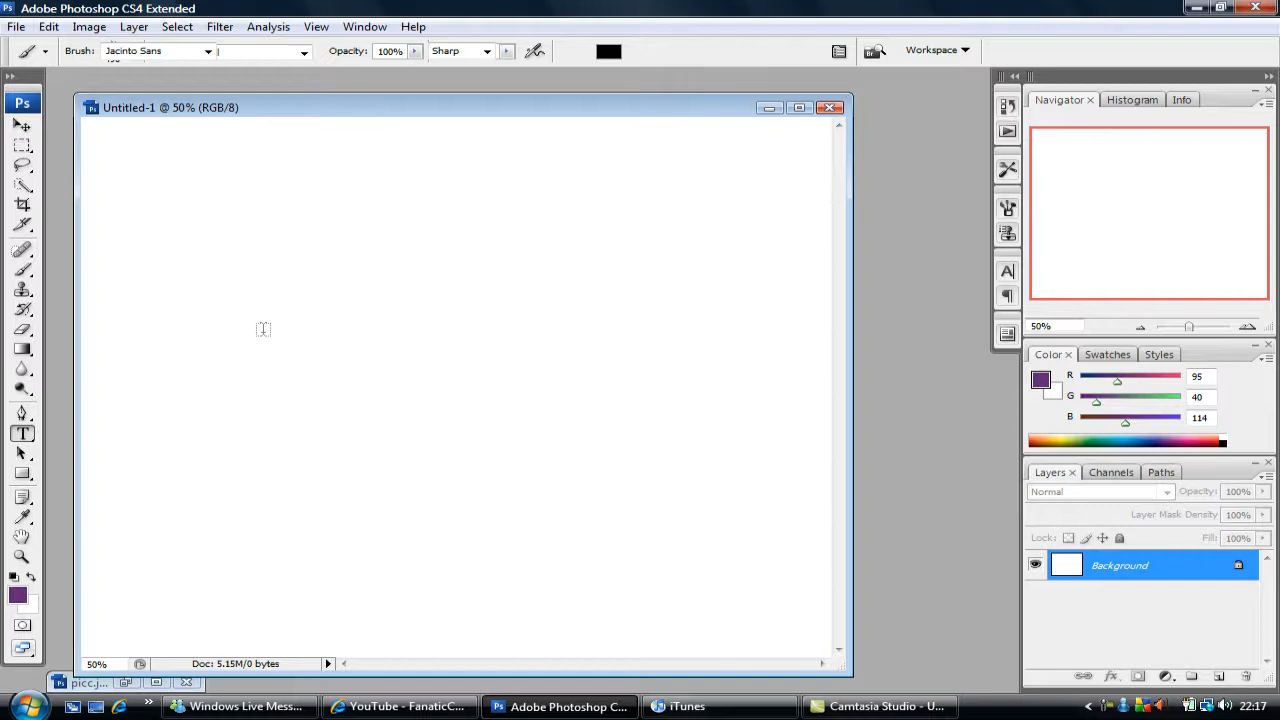 Ps Adobe Photoshop CS4 Extended
File Edit Image Layer Select Filter Analysis View Window Help
Brush: Jacinto Sans Opacity: 100% Sharp Workspace
Ps
Untitled-1 @ 50% (RGB/8)
Navigator Histogram Info
50%
Color Swatches Styles
R 95
G 40
B 114
Layers Channels Paths
Normal Opacity: 100%
Layer Mask Density 100%
Lock: Fill: 100%
Background
50% Doc: 5.15M/0 bytes
picc.j...
Windows Live Mess... YouTube - FanaticC... Adobe Photoshop C... iTunes Camtasia Studio - U... 22:17